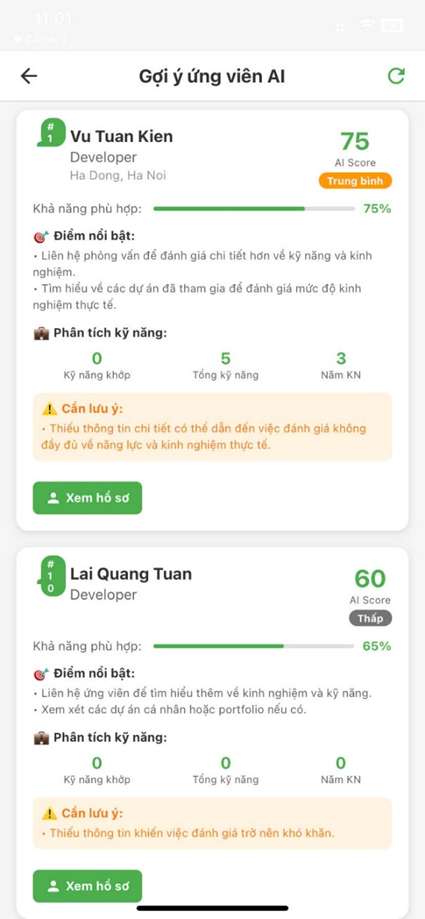 11:01
◀ Camera
Gợi ý ứng viên AI
#
1
Vu Tuan Kien
Developer
Ha Dong, Ha Noi
75
AI Score
Trung bình
Khả năng phù hợp:
75%
Điểm nổi bật:
• Liên hệ phỏng vấn để đánh giá chi tiết hơn về kỹ năng và kinh
nghiệm.
• Tìm hiểu về các dự án đã tham gia để đánh giá mức độ kinh
nghiệm thực tế.
Phân tích kỹ năng:
0
5
3
Kỹ năng khớp
Tổng kỹ năng
Năm KN
Cần lưu ý:
• Thiếu thông tin chi tiết có thể dẫn đến việc đánh giá không
đầy đủ về năng lực và kinh nghiệm thực tế.
Xem hồ sơ
#
1
0
Lai Quang Tuan
Developer
60
AI Score
Thấp
Khả năng phù hợp:
65%
Điểm nổi bật:
• Liên hệ ứng viên để tìm hiểu thêm về kinh nghiệm và kỹ năng.
• Xem xét các dự án cá nhân hoặc portfolio nếu có.
Phân tích kỹ năng:
0
0
0
Kỹ năng khớp
Tổng kỹ năng
Năm KN
Cần lưu ý:
• Thiếu thông tin khiến việc đánh giá trở nên khó khăn.
Xem hồ sơ